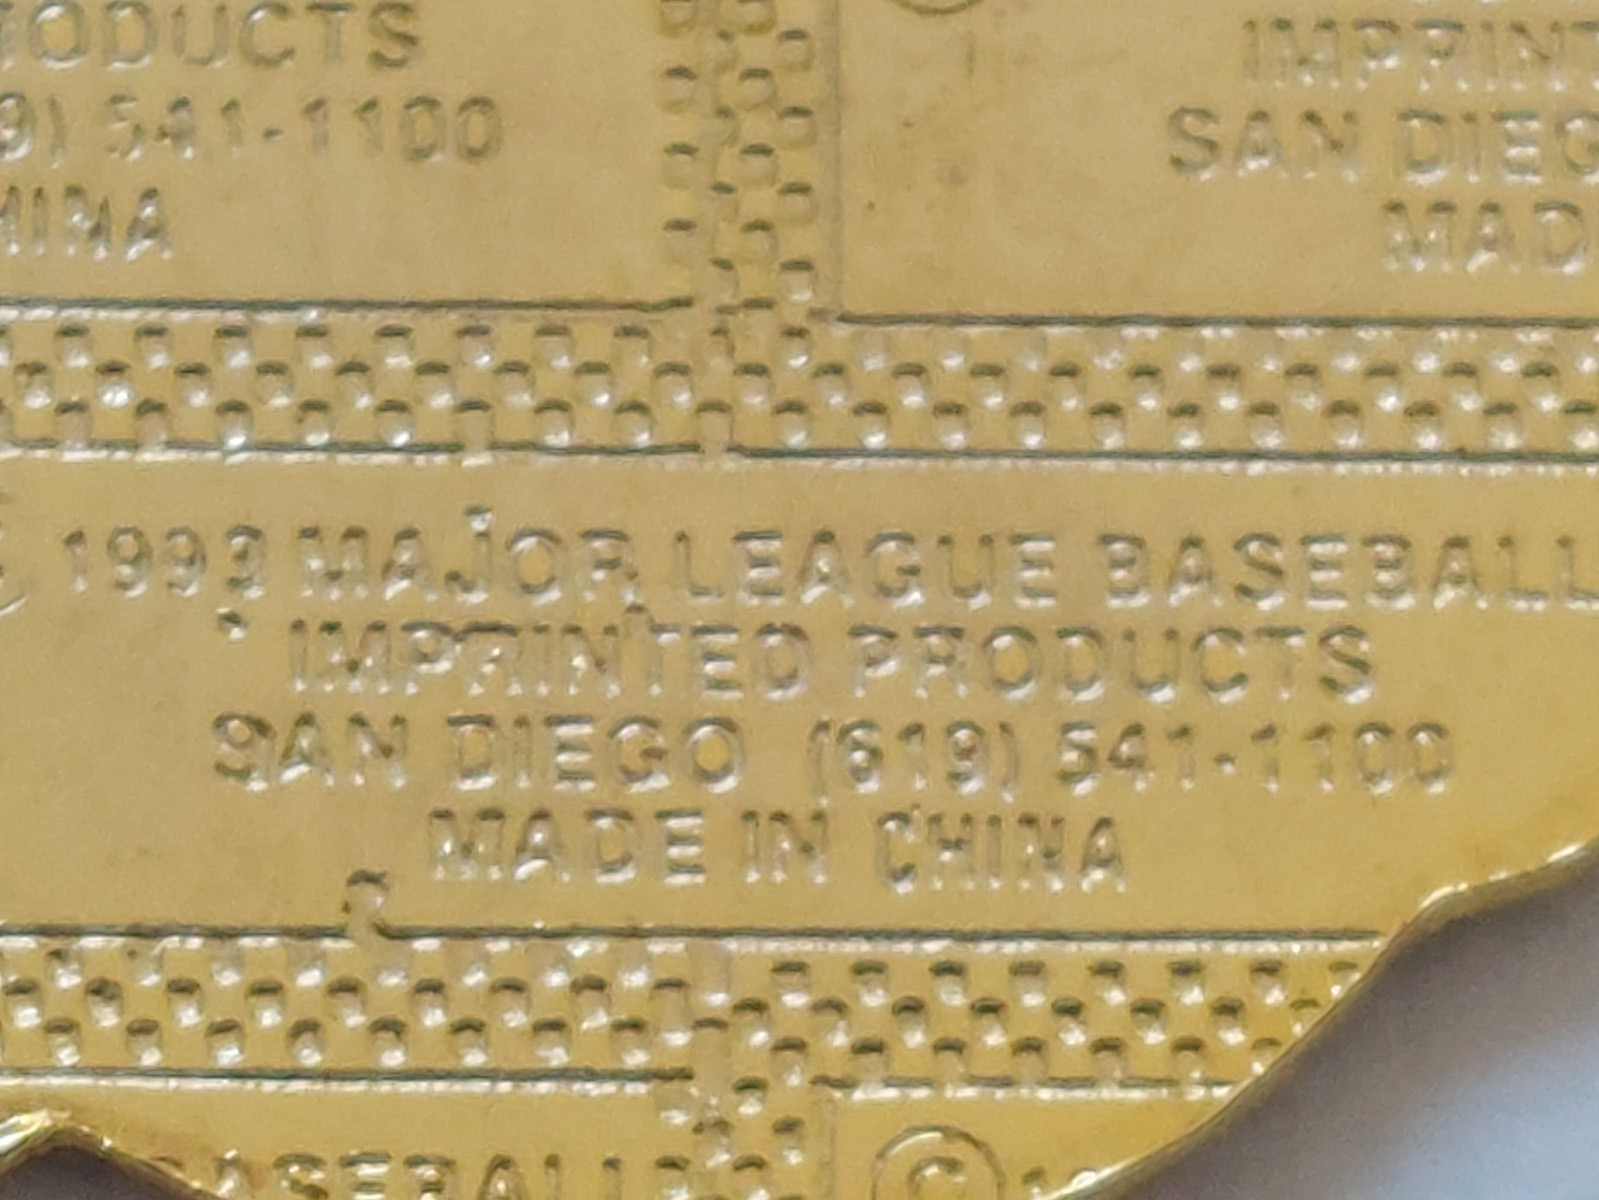 ODUCTS
9) 541-1100
HINA
IMPRINT
SAN DIEG
MAD
© 1993 MAJOR LEAGUE BASEBALL
IMPRINTED PRODUCTS
SAN DIEGO (619) 541-1100
MADE IN CHINA
BASEBALL
©